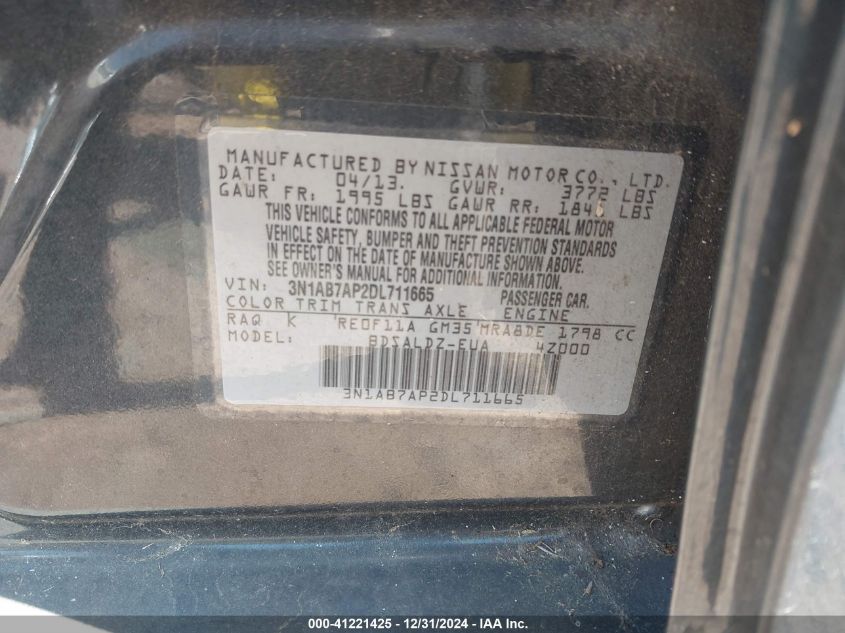 MANUFACTURED BY NISSAN MOTOR CO., LTD.
DATE: 04/13. GVWR: 3772 LBS
GAWR FR: 1995 LBS GAWR RR: LBS
THIS VEHICLE CONFORMS TO ALL APPLICABLE FEDERAL MOTOR
VEHICLE SAFETY, BUMPER AND THEFT PREVENTION STANDARDS
IN EFFECT ON THE DATE OF MANUFACTURE SHOWN ABOVE.
SEE OWNER'S MANUAL FOR ADDITIONAL INFORMATION.
VIN: 3N1AB7AP2DL711665 PASSENGER CAR.
COLOR TRIM TRANS AXLE ENGINE
RAQ K RE0F11A GM35 MRA8DE 1798 CC
MODEL: BDSALDZ-EUA 4Z000
3N1AB7AP2DL711665
000-41221425 - 12/31/2024 - IAA Inc.